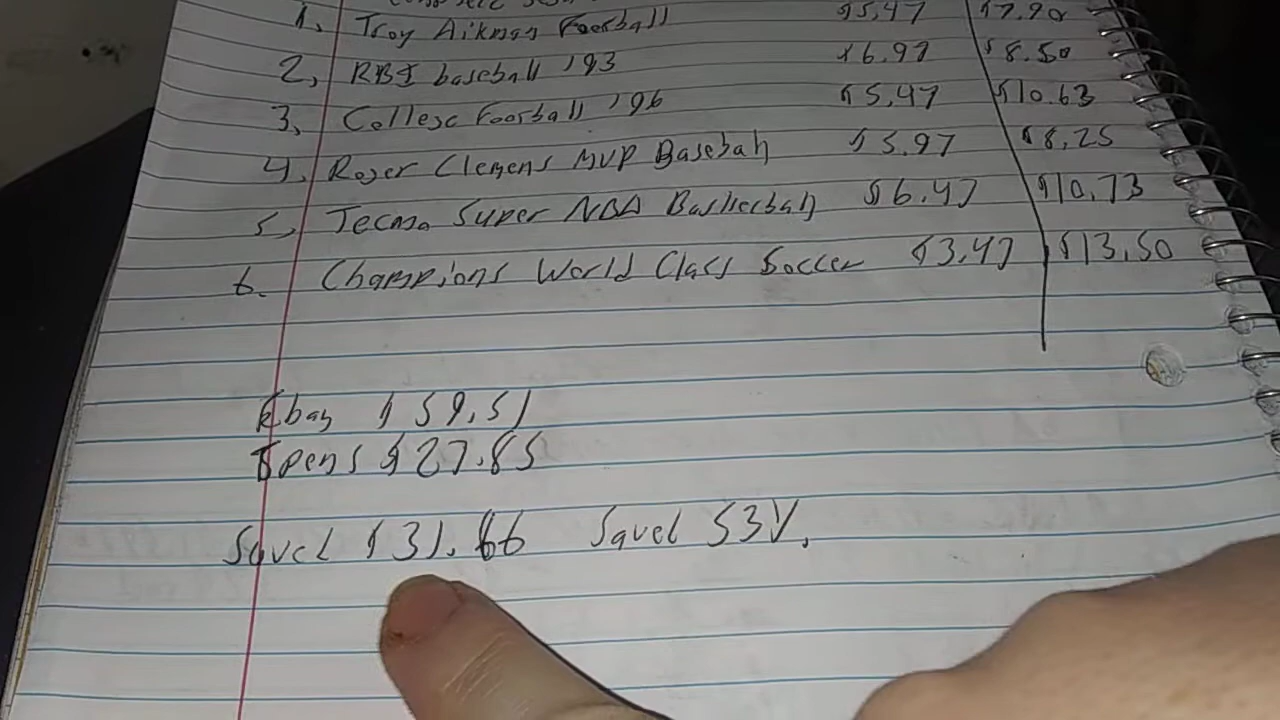 1. Troy Aikman Football $5.47 $7.90
2, RBI baseball '93 $6.97 $8.50
3, College Football '96 $5.47 $10.63
4, Roger Clemens MVP Baseball $5.97 $8.25
5, Tecmo Super NBA Basketball $6.47 $10.73
6. Champions World Class Soccer $3.47 $13.50
Ebay $59.51
Spent $27.85
Saved $31.66 Saved 53%.